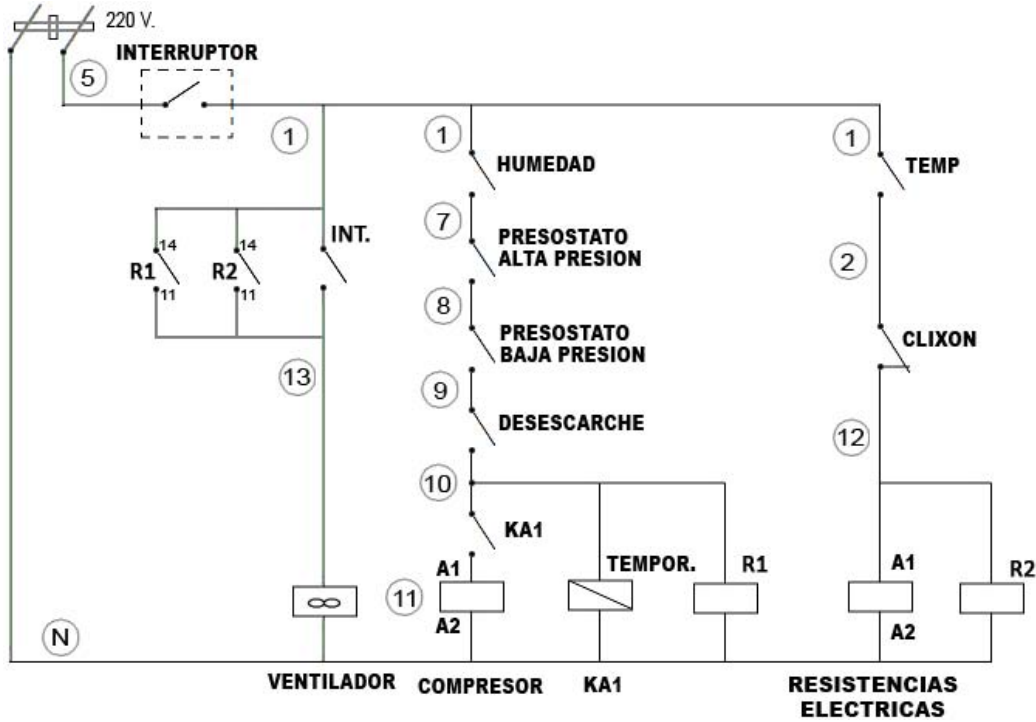 220 V.
INTERRUPTOR
5
1
1
1
HUMEDAD
TEMP
7
INT.
PRESOSTATO
ALTA PRESION
14
14
R1
R2
2
11
11
8
PRESOSTATO
BAJA PRESION
CLIXON
13
9
DESESCARCHE
12
10
KA1
A1
TEMPOR.
R1
A1
R2
11
A2
A2
N
VENTILADOR
COMPRESOR
KA1
RESISTENCIAS
ELECTRICAS